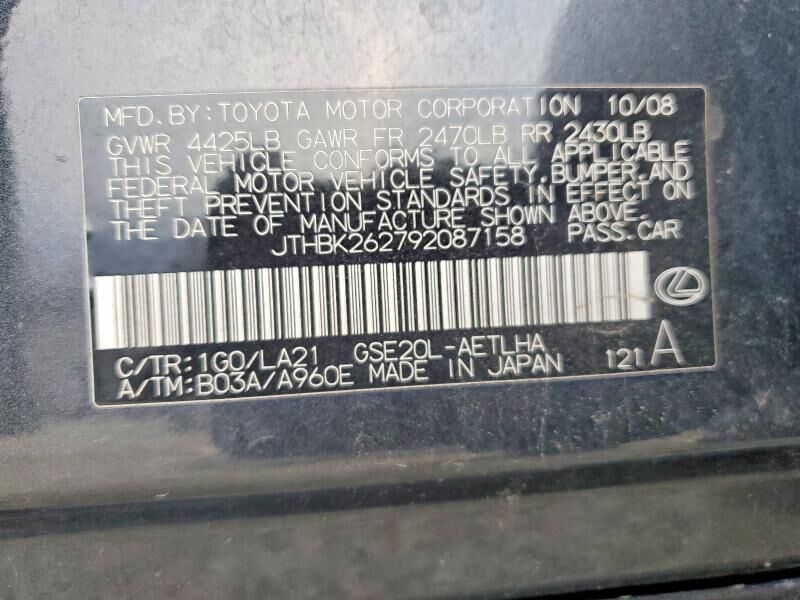 MFD. BY: TOYOTA MOTOR CORPORATION 10/08
GVWR 4425LB GAWR FR 2470LB RR 2430LB
THIS VEHICLE CONFORMS TO ALL APPLICABLE
FEDERAL MOTOR VEHICLE SAFETY, BUMPER, AND
THEFT PREVENTION STANDARDS IN EFFECT ON
THE DATE OF MANUFACTURE SHOWN ABOVE.
JTHBK262792087158 PASS. CAR
C/TR: 1G0/LA21 GSE20L-AETLHA
A/TM: B03A/A960E MADE IN JAPAN 121 A